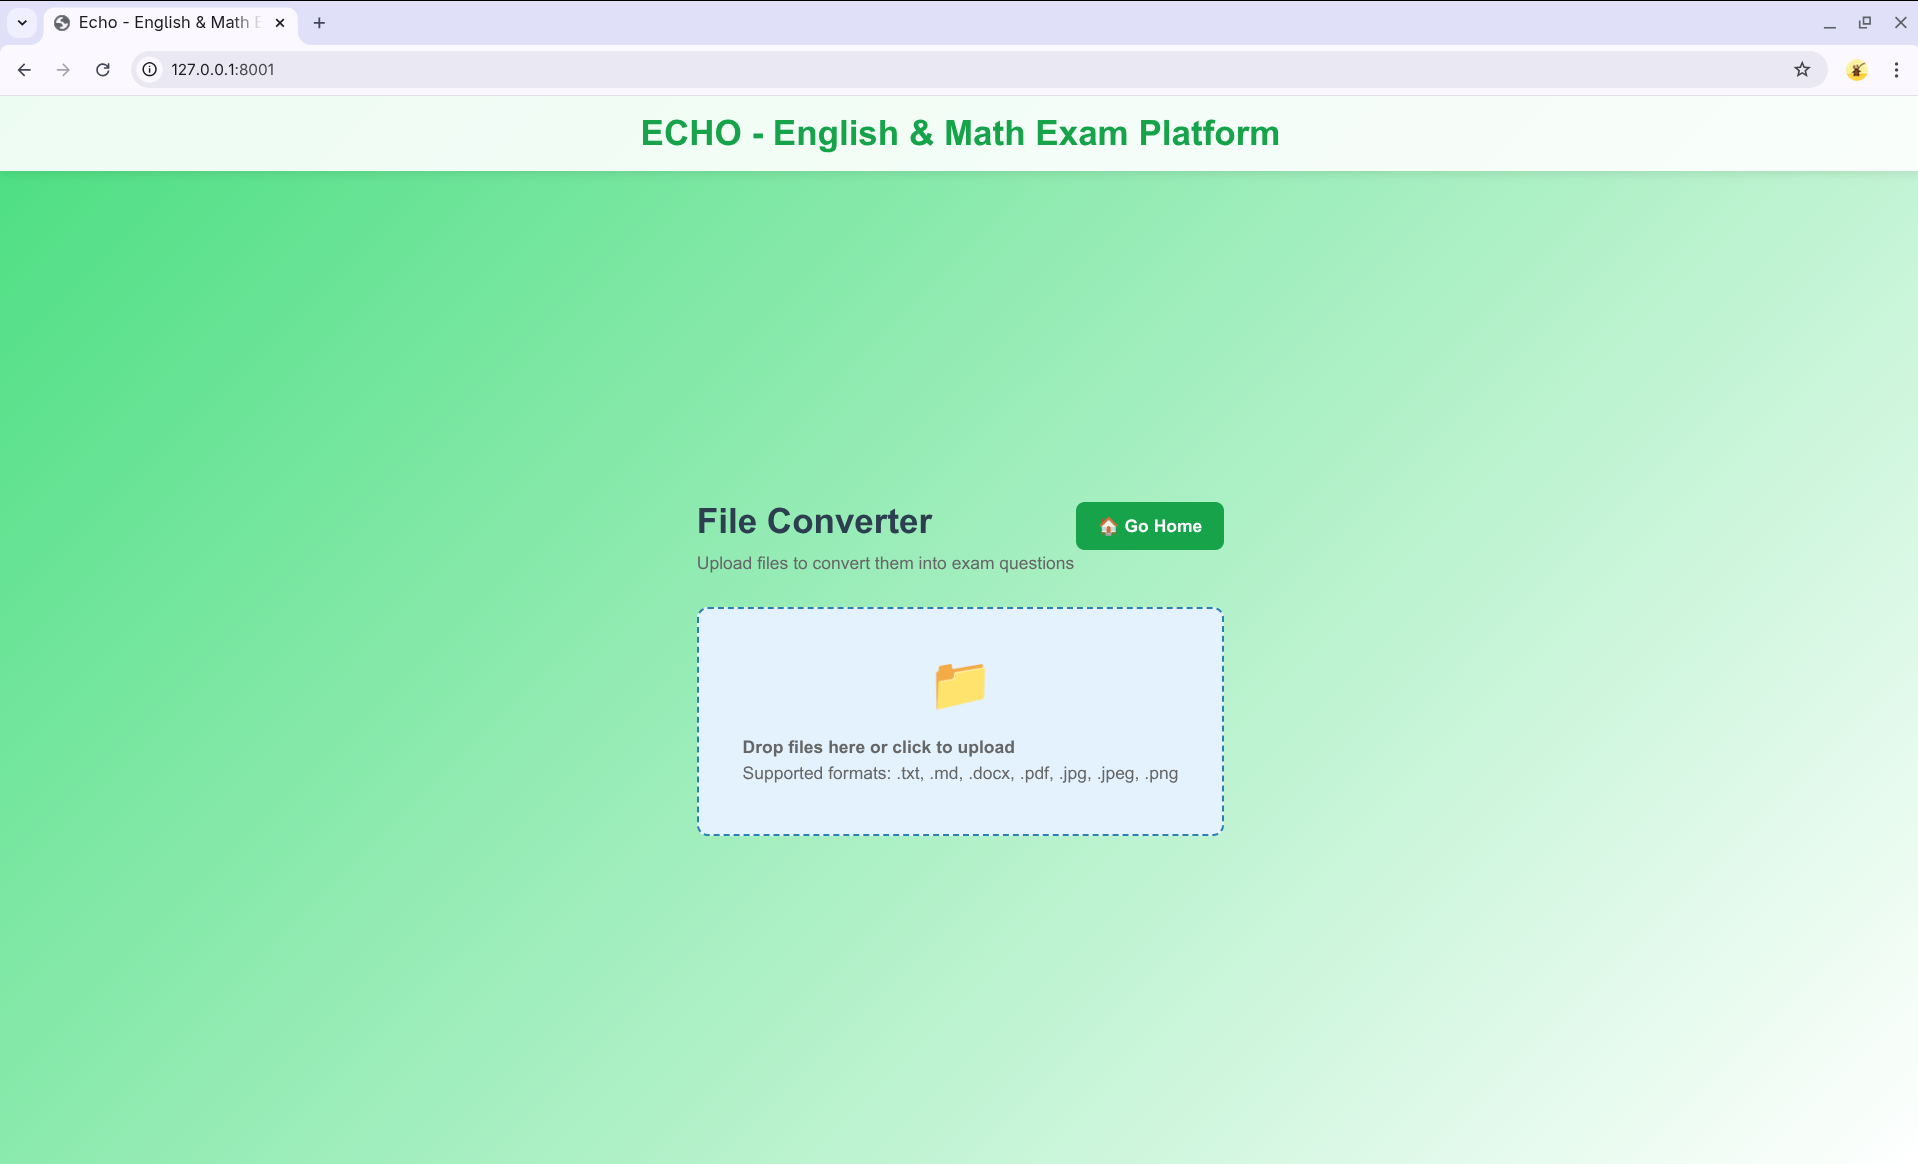 Echo - English & Math E
127.0.0.1:8001
ECHO - English & Math Exam Platform
File Converter
Go Home
Upload files to convert them into exam questions
Drop files here or click to upload
Supported formats: .txt, .md, .docx, .pdf, .jpg, .jpeg, .png